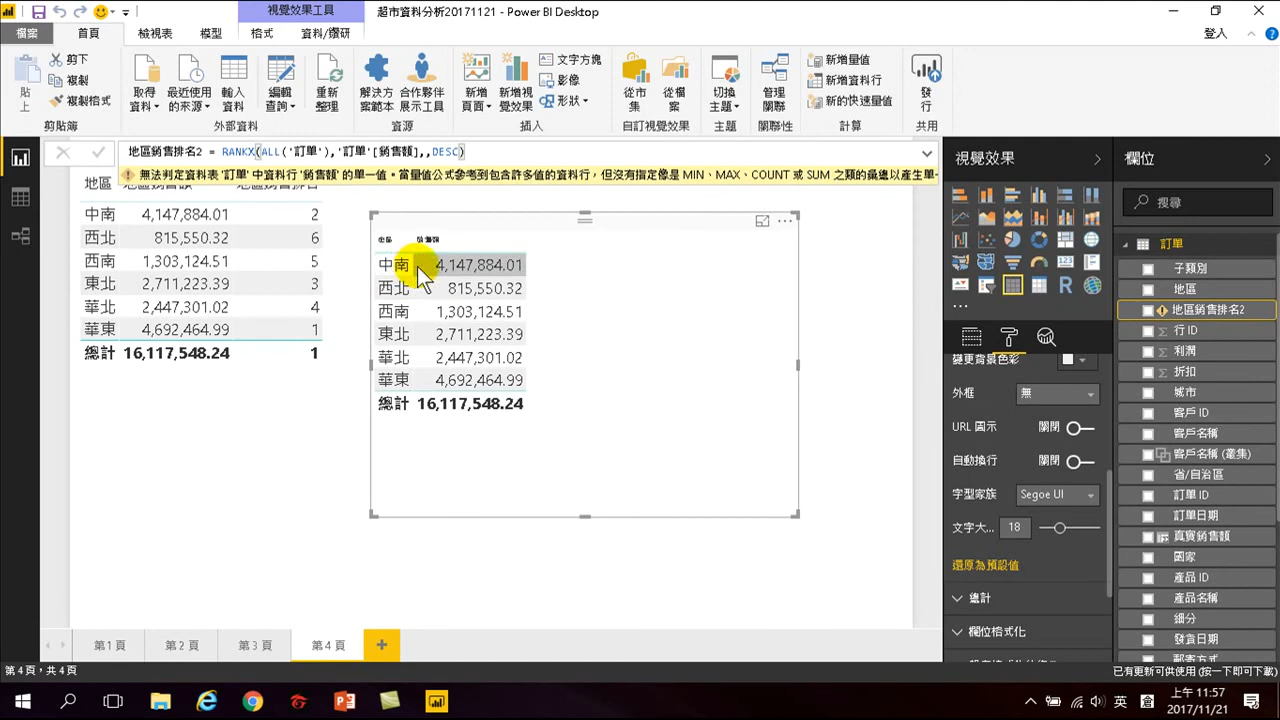 視覺效果工具
超市資料分析20171121 - Power BI Desktop
檔案
首頁
檢視表
模型
格式
資料/鑽研
登入
貼上
剪下
複製
複製格式
剪貼簿
取得資料
最近使用的來源
輸入資料
外部資料
編輯查詢
重新整理
解決方案範本
合作夥伴展示工具
資源
新增頁面
新視覺效果
文字方塊
影像
形狀
插入
從市集
從檔案
自訂視覺效果
切換主題
主題
管理關聯
關聯性
新增量值
新增資料行
新的快速量值
計算
發行
共用
地區銷售排名2 = RANKX(ALL('訂單'),'訂單'[銷售額],,DESC)
無法判定資料表 '訂單' 中資料行 '銷售額' 的單一值。當量值公式參考到包含許多值的資料行，但沒有指定像是 MIN、MAX、COUNT 或 SUM 之類的彙總以產生單一
地區
中南 4,147,884.01 2
西北 815,550.32 6
西南 1,303,124.51 5
東北 2,711,223.39 3
華北 2,447,301.02 4
華東 4,692,464.99 1
總計 16,117,548.24 1
地區 銷售額
中南 4,147,884.01
西北 815,550.32
西南 1,303,124.51
東北 2,711,223.39
華北 2,447,301.02
華東 4,692,464.99
總計 16,117,548.24
視覺效果
R
變更背景色彩
外框
無
URL 圖示
關閉
自動換行
關閉
字型家族
Segoe UI
文字大...
18
還原為預設值
總計
欄位格式化
欄位
搜尋
訂單
子類別
地區
地區銷售排名2
行 ID
利潤
折扣
城市
客戶 ID
客戶名稱
客戶名稱 (叢集)
省/自治區
訂單 ID
訂單日期
真實銷售額
國家
產品 ID
產品名稱
細分
發貨日期
郵寄方式
第 1 頁
第 2 頁
第 3 頁
第 4 頁
第 4 頁，共 4 頁
已有更新可供使用 (按一下即可下載)
英
上午 11:57
2017/11/21